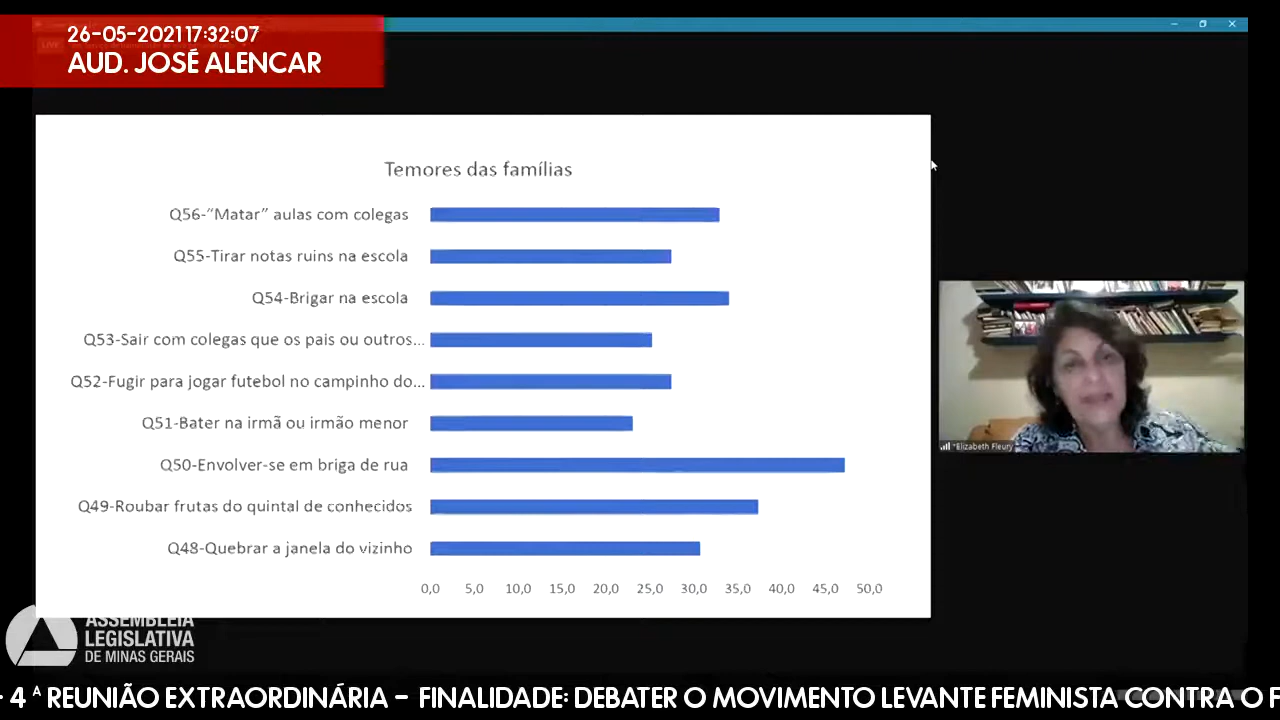 26-05-2021 17:32:07
AUD. JOSÉ ALENCAR
Temores das famílias
Q56-"Matar" aulas com colegas
Q55-Tirar notas ruins na escola
Q54-Brigar na escola
Q53-Sair com colegas que os pais ou outros...
Q52-Fugir para jogar futebol no campinho do...
Q51-Bater na irmã ou irmão menor
Q50-Envolver-se em briga de rua
Q49-Roubar frutas do quintal de conhecidos
Q48-Quebrar a janela do vizinho
0,0 5,0 10,0 15,0 20,0 25,0 30,0 35,0 40,0 45,0 50,0
*Elizabeth Fleury
ASSEMBLEIA
LEGISLATIVA
DE MINAS GERAIS
4ª REUNIÃO EXTRAORDINÁRIA - FINALIDADE: DEBATER O MOVIMENTO LEVANTE FEMINISTA CONTRA O F